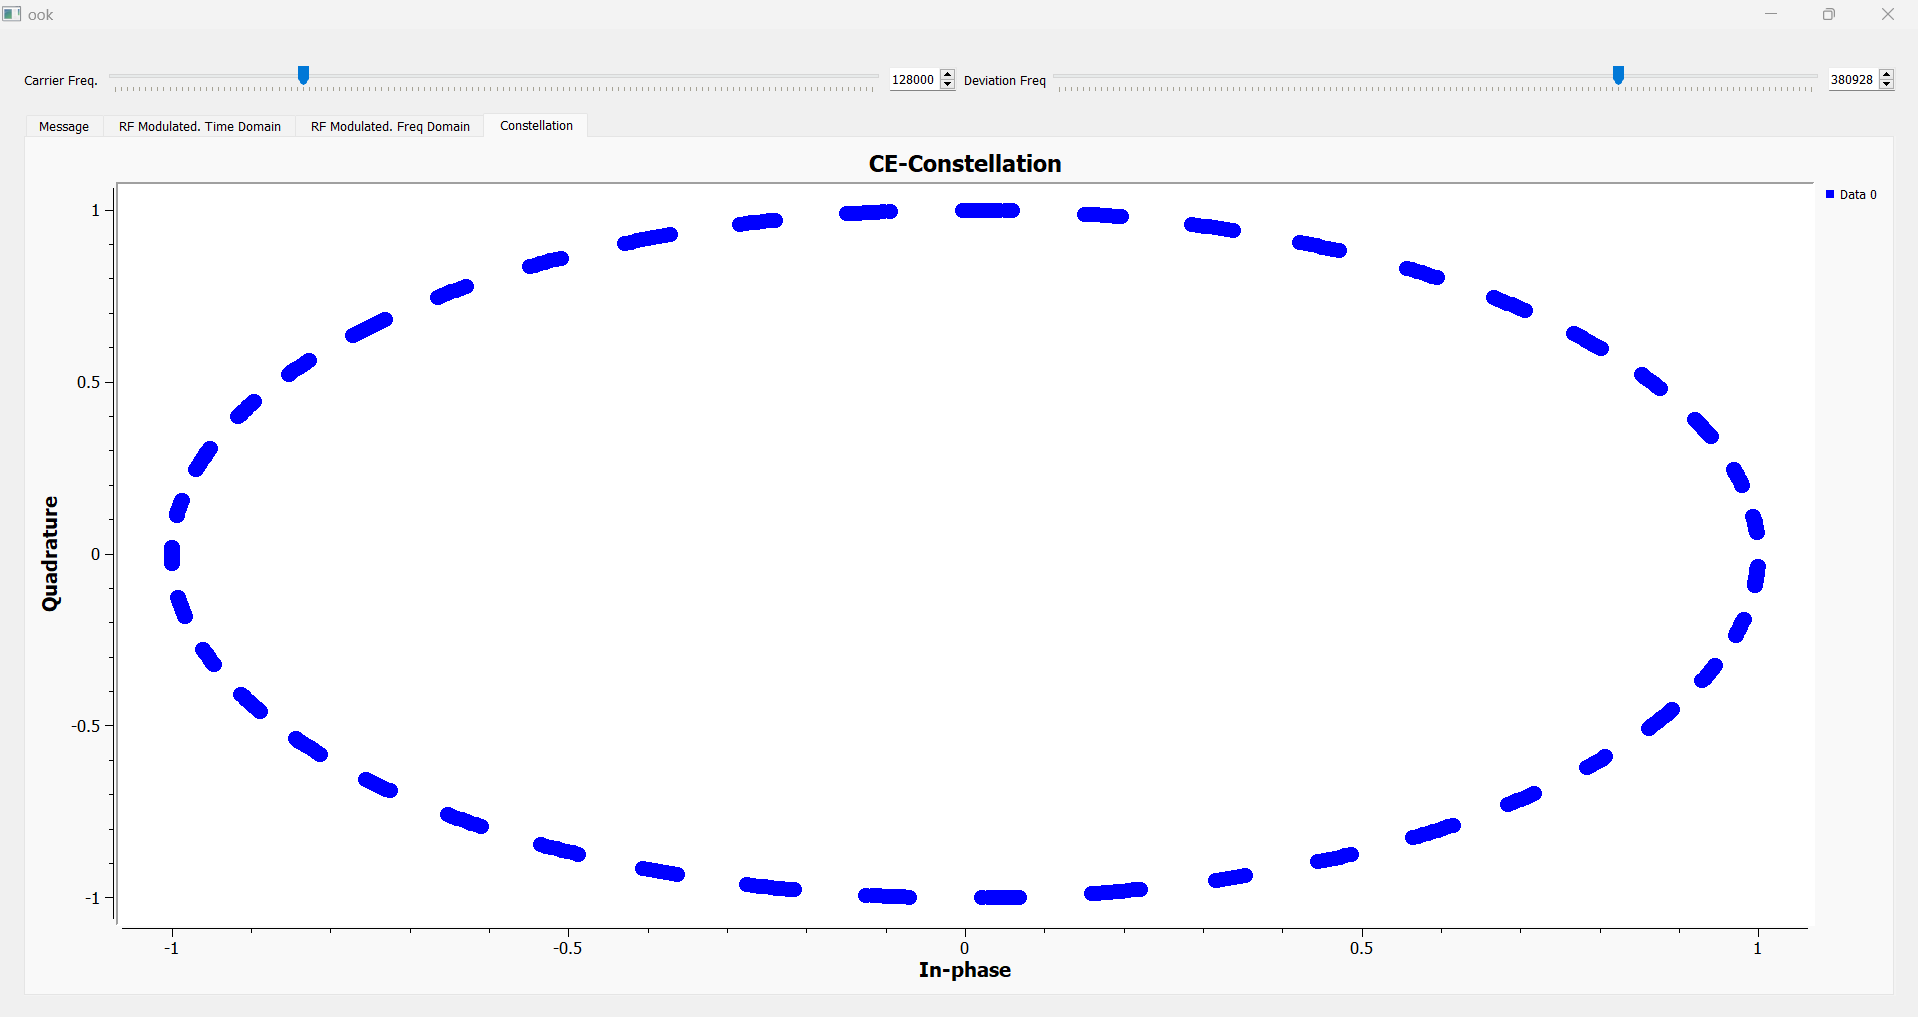 ook
Carrier Freq. 128000 Deviation Freq 380928
Message RF Modulated. Time Domain RF Modulated. Freq Domain Constellation
CE-Constellation
Data 0
1
0.5
0
-0.5
-1
Quadrature
-1 -0.5 0 0.5 1
In-phase